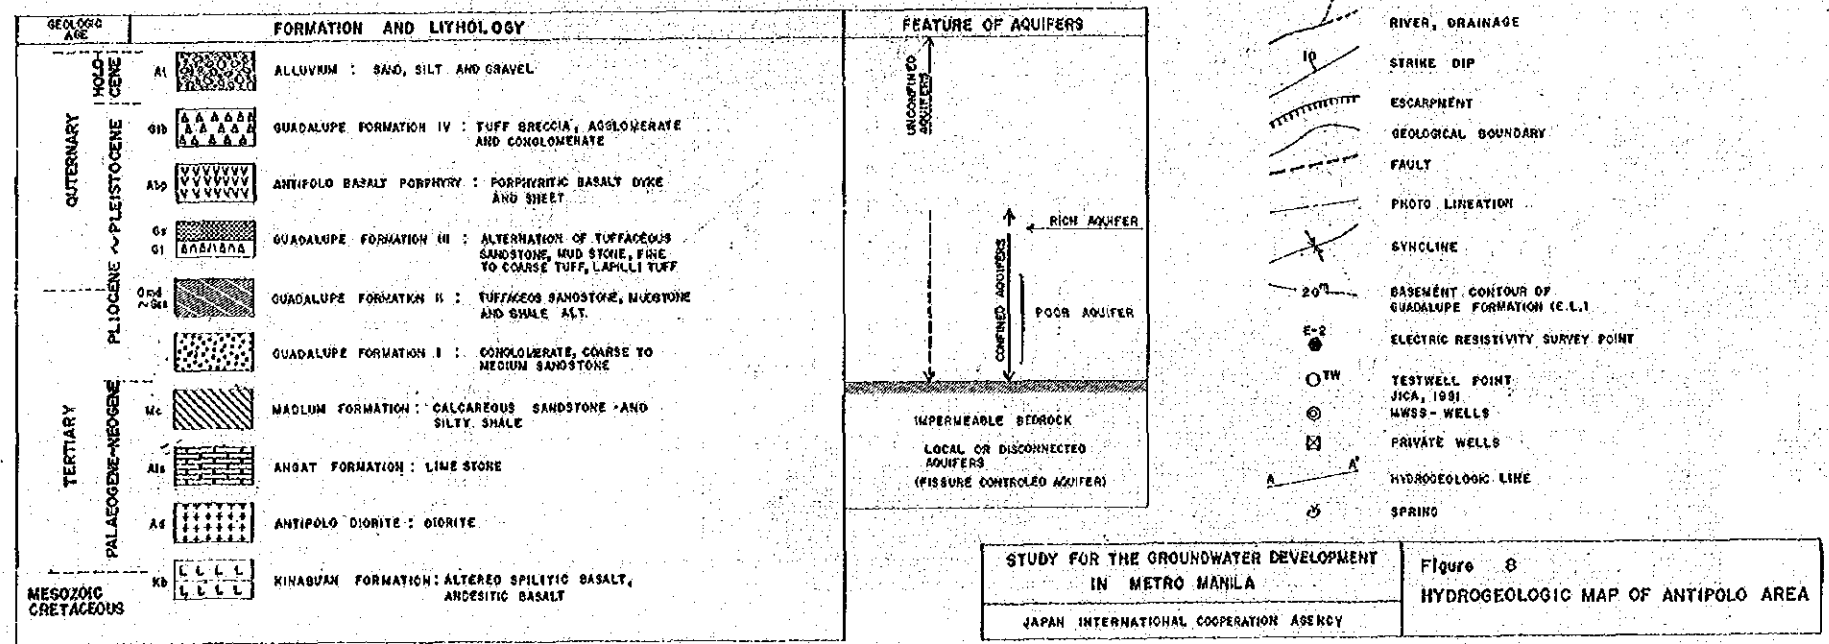 GEOLOGIC
AGE
FORMATION AND LITHOLOGY
FEATURE OF AQUIFERS
QUTERNARY
TERTIARY
MESOZOIC
CRETACEOUS
HOLO-
CENE
PLIOCENE ~ PLEISTOCENE
PALAEOGENE-NEOGENE
Al
ALLUVIUM : SAND, SILT AND GRAVEL
GUADALUPE FORMATION IV : TUFF BRECCIA, AGGLOMERATE
AND CONGLOMERATE
Abp
ANTIPOLO BASALT PORPHYRY : PORPHYRITIC BASALT DYKE
AND SHEET
GUADALUPE FORMATION III : ALTERNATION OF TUFFACEOUS
SANDSTONE, MUD STONE, FINE
TO COARSE TUFF, LAPILLI TUFF
GUADALUPE FORMATION II : TUFFACEOS SANDSTONE, MUDSTONE
AND SHALE ALT.
GUADALUPE FORMATION I : CONGLOMERATE, COARSE TO
MEDIUM SANDSTONE
Mc
MADLUM FORMATION : CALCAREOUS SANDSTONE AND
SILTY SHALE
ANGAT FORMATION : LIME STONE
Ad
ANTIPOLO DIORITE : DIORITE
Kb
KINABUAN FORMATION : ALTERED SPILITIC BASALT,
ANDESITIC BASALT
UNCONFINED
AQUIFERS
CONFINED AQUIFERS
RICH AQUIFER
POOR AQUIFER
IMPERMEABLE BEDROCK
LOCAL OR DISCONNECTED
AQUIFERS
(FISSURE CONTROLED AQUIFER)
RIVER, DRAINAGE
10
STRIKE DIP
ESCARPMENT
GEOLOGICAL BOUNDARY
FAULT
PHOTO LINEATION
SYNCLINE
20m
BASEMENT CONTOUR OF
GUADALUPE FORMATION (E.L.)
E-2
ELECTRIC RESISTIVITY SURVEY POINT
TW
TESTWELL POINT
JICA, 1991
MWSS-WELLS
PRIVATE WELLS
A A'
HYDROGEOLOGIC LINE
SPRING
STUDY FOR THE GROUNDWATER DEVELOPMENT
IN METRO MANILA
JAPAN INTERNATIONAL COOPERATION AGENCY
Figure 8
HYDROGEOLOGIC MAP OF ANTIPOLO AREA